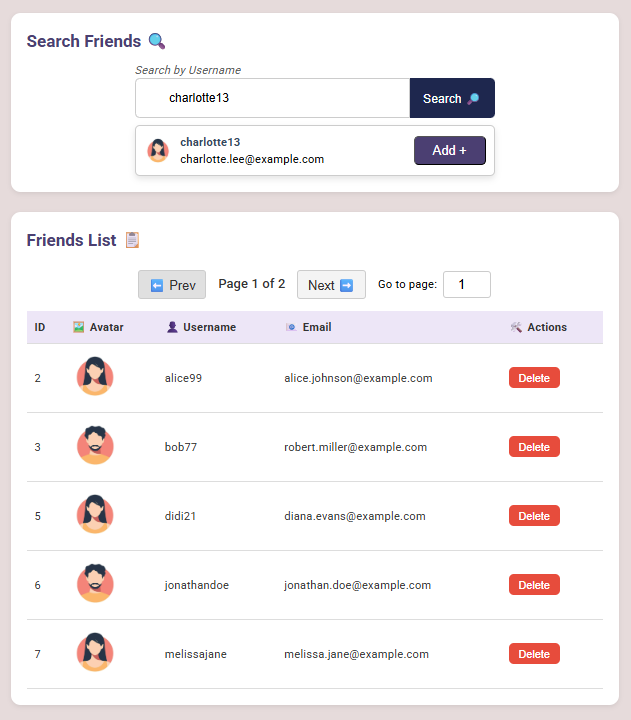 Search Friends 🔍
Search by Username
charlotte13
Search 🔎
charlotte13
charlotte.lee@example.com
Add +
Friends List 📋
⬅️ Prev Page 1 of 2 Next ➡️ Go to page: 1
ID 🖼️ Avatar 👤 Username 📧 Email 🛠️ Actions
2 alice99 alice.johnson@example.com Delete
3 bob77 robert.miller@example.com Delete
5 didi21 diana.evans@example.com Delete
6 jonathandoe jonathan.doe@example.com Delete
7 melissajane melissa.jane@example.com Delete